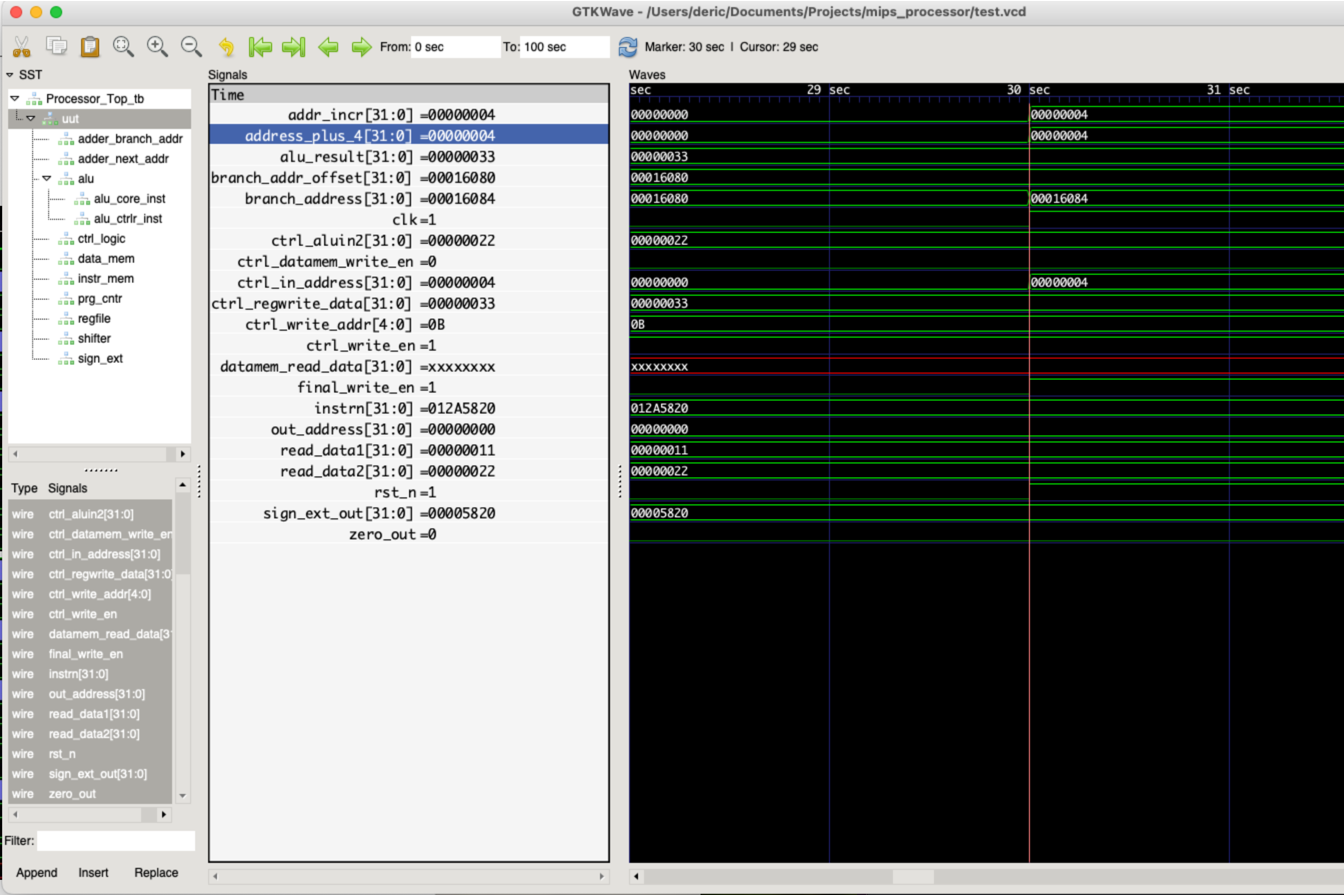 GTKWave - /Users/deric/Documents/Projects/mips_processor/test.vcd
From: 0 sec To: 100 sec Marker: 30 sec | Cursor: 29 sec
SST
Processor_Top_tb
uut
adder_branch_addr
adder_next_addr
alu
alu_core_inst
alu_ctrlr_inst
ctrl_logic
data_mem
instr_mem
prg_cntr
regfile
shifter
sign_ext
Type Signals
wire ctrl_aluin2[31:0]
wire ctrl_datamem_write_en
wire ctrl_in_address[31:0]
wire ctrl_regwrite_data[31:0]
wire ctrl_write_addr[4:0]
wire ctrl_write_en
wire datamem_read_data[3
wire final_write_en
wire instrn[31:0]
wire out_address[31:0]
wire read_data1[31:0]
wire read_data2[31:0]
wire rst_n
wire sign_ext_out[31:0]
wire zero_out
Filter:
Append Insert Replace
Signals
Time
addr_incr[31:0] =00000004
address_plus_4[31:0] =00000004
alu_result[31:0] =00000033
branch_addr_offset[31:0] =00016080
branch_address[31:0] =00016084
clk =1
ctrl_aluin2[31:0] =00000022
ctrl_datamem_write_en =0
ctrl_in_address[31:0] =00000004
ctrl_regwrite_data[31:0] =00000033
ctrl_write_addr[4:0] =0B
ctrl_write_en =1
datamem_read_data[31:0] =xxxxxxxx
final_write_en =1
instrn[31:0] =012A5820
out_address[31:0] =00000000
read_data1[31:0] =00000011
read_data2[31:0] =00000022
rst_n =1
sign_ext_out[31:0] =00005820
zero_out =0
Waves
sec 29 sec 30 sec 31 sec
00000000 00000004
00000000 00000004
00000033
00016080
00016080 00016084
00000022
00000000 00000004
00000033
0B
xxxxxxxx
012A5820
00000000
00000011
00000022
00005820